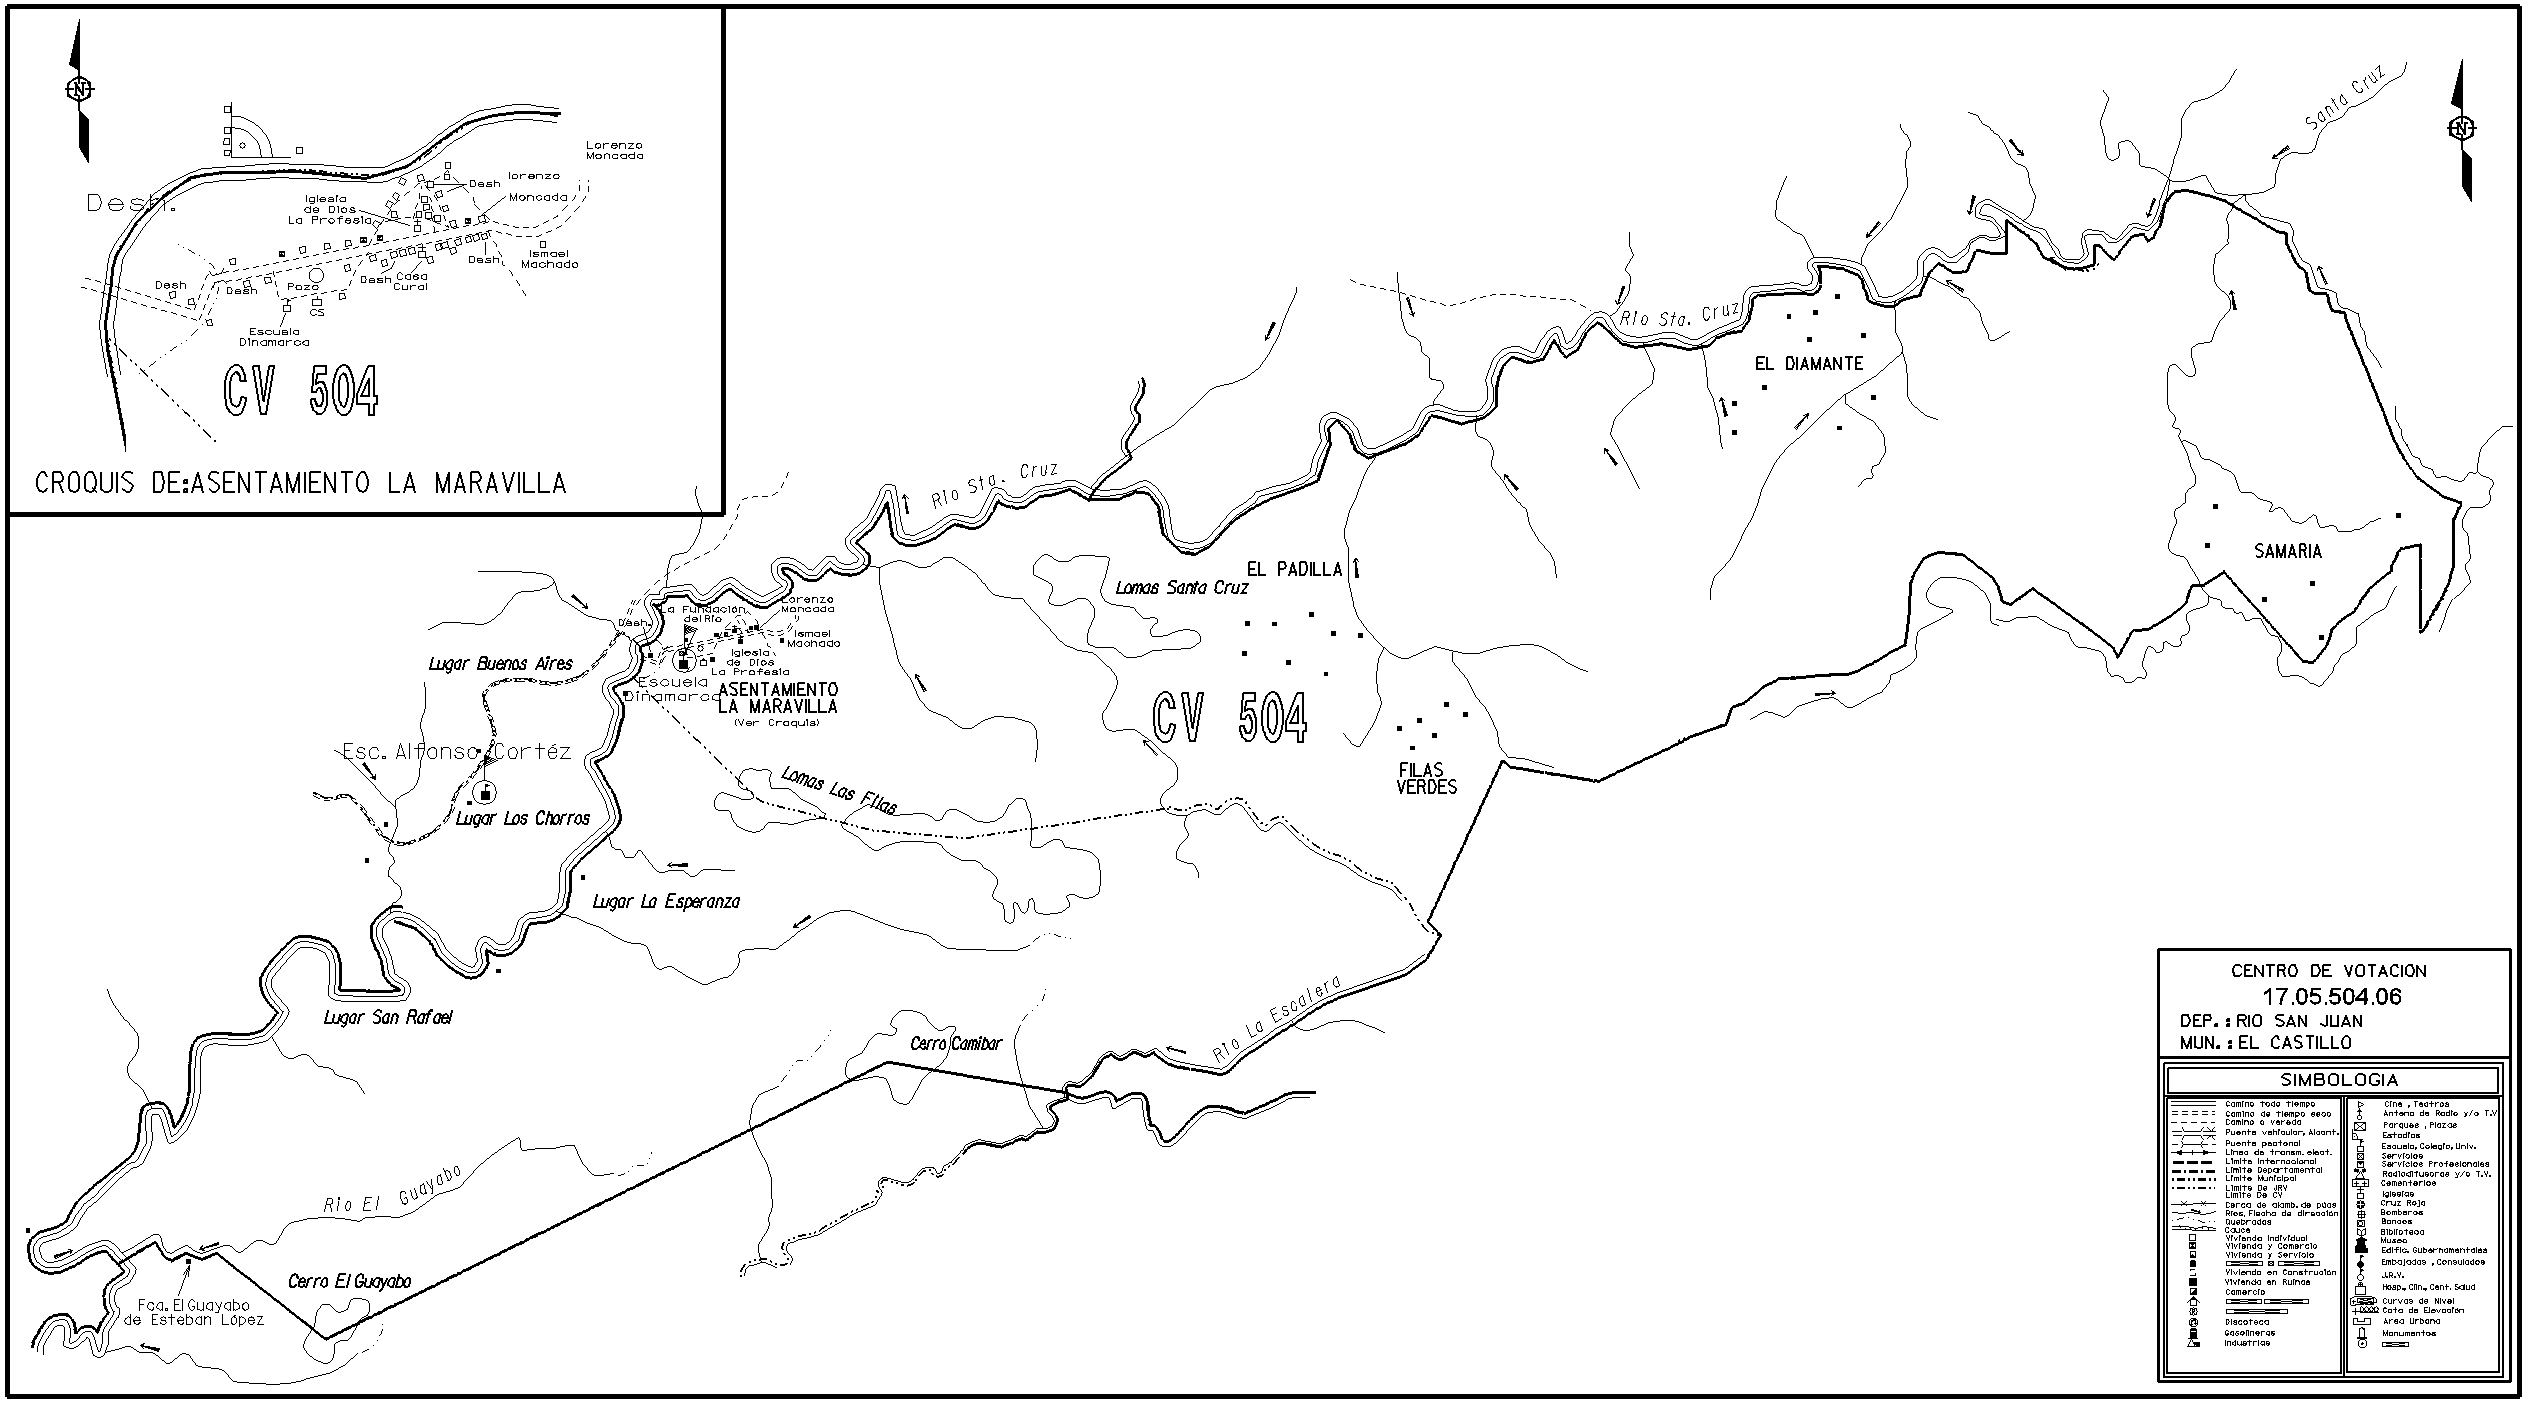 N
Lorenzo
Moncada
Desh
lorenzo
Moncada
Desh.
Iglesia
de Dios
La Profesia
Ismael
Machado
Desh.
Desh
Desh
Pozo
Desh
Casa
Cural
CS
Escuela
Dinamarca
CV 504
CROQUIS DE:ASENTAMIENTO LA MARAVILLA
Santa Cruz
N
Rio Sta. Cruz
EL DIAMANTE
Rio Sta. Cruz
SAMARIA
EL PADILLA
Lomas Santa Cruz
La Fundación
del Río
Lorenzo
Moncada
Desh.
Ismael
Machado
Iglesia
de Dios
La Profesia
Lugar Buenos Aires
Escuela
Dinamarca
ASENTAMIENTO
LA MARAVILLA
(Ver Croquis)
CV 504
Esc. Alfonso Cortéz
Lomas Las Filas
FILAS
VERDES
Lugar Los Chorros
Lugar La Esperanza
Lugar San Rafael
Rio La Escalera
Cerro Camibar
Rio El Guayabo
Cerro El Guayabo
Fca. El Guayabo
de Esteban López
CENTRO DE VOTACION
17.05.504.06
DEP.:RIO SAN JUAN
MUN.:EL CASTILLO
SIMBOLOGIA
Camino todo tiempo
Camino de tiempo seco
Camino o vereda
Puente vehicular, Alcant.
Puente peatonal
Linea de transm. elect.
Limite Internacional
Limite Departamental
Limite Municipal
Limite De JRV
Limite De CV
Cerca de alamb. de púas
Rios, Flecha de dirección
Quebradas
Cauce
Vivienda Individual
Vivienda y Comercio
Vivienda y Servicio
Vivienda en Construción
Vivienda en Ruinas
Comercio
Discoteca
Gasolineras
Industrias
Cine , Teatros
Antena de Radio y/o T.V
Parques , Plazas
Estadios
Escuela, Colegio, Univ.
Servicios
Servicios Profesionales
Radiodifusoras y/o T.V.
Cementerios
Iglesias
Cruz Roja
Bomberos
Bancos
Biblioteca
Museo
Edific. Gubernamentales
Embajadas , Consulados
J.R.V.
Hosp., Clin., Cent. Salud
Curvas de Nivel
Cota de Elevación
Area Urbana
Monumentos